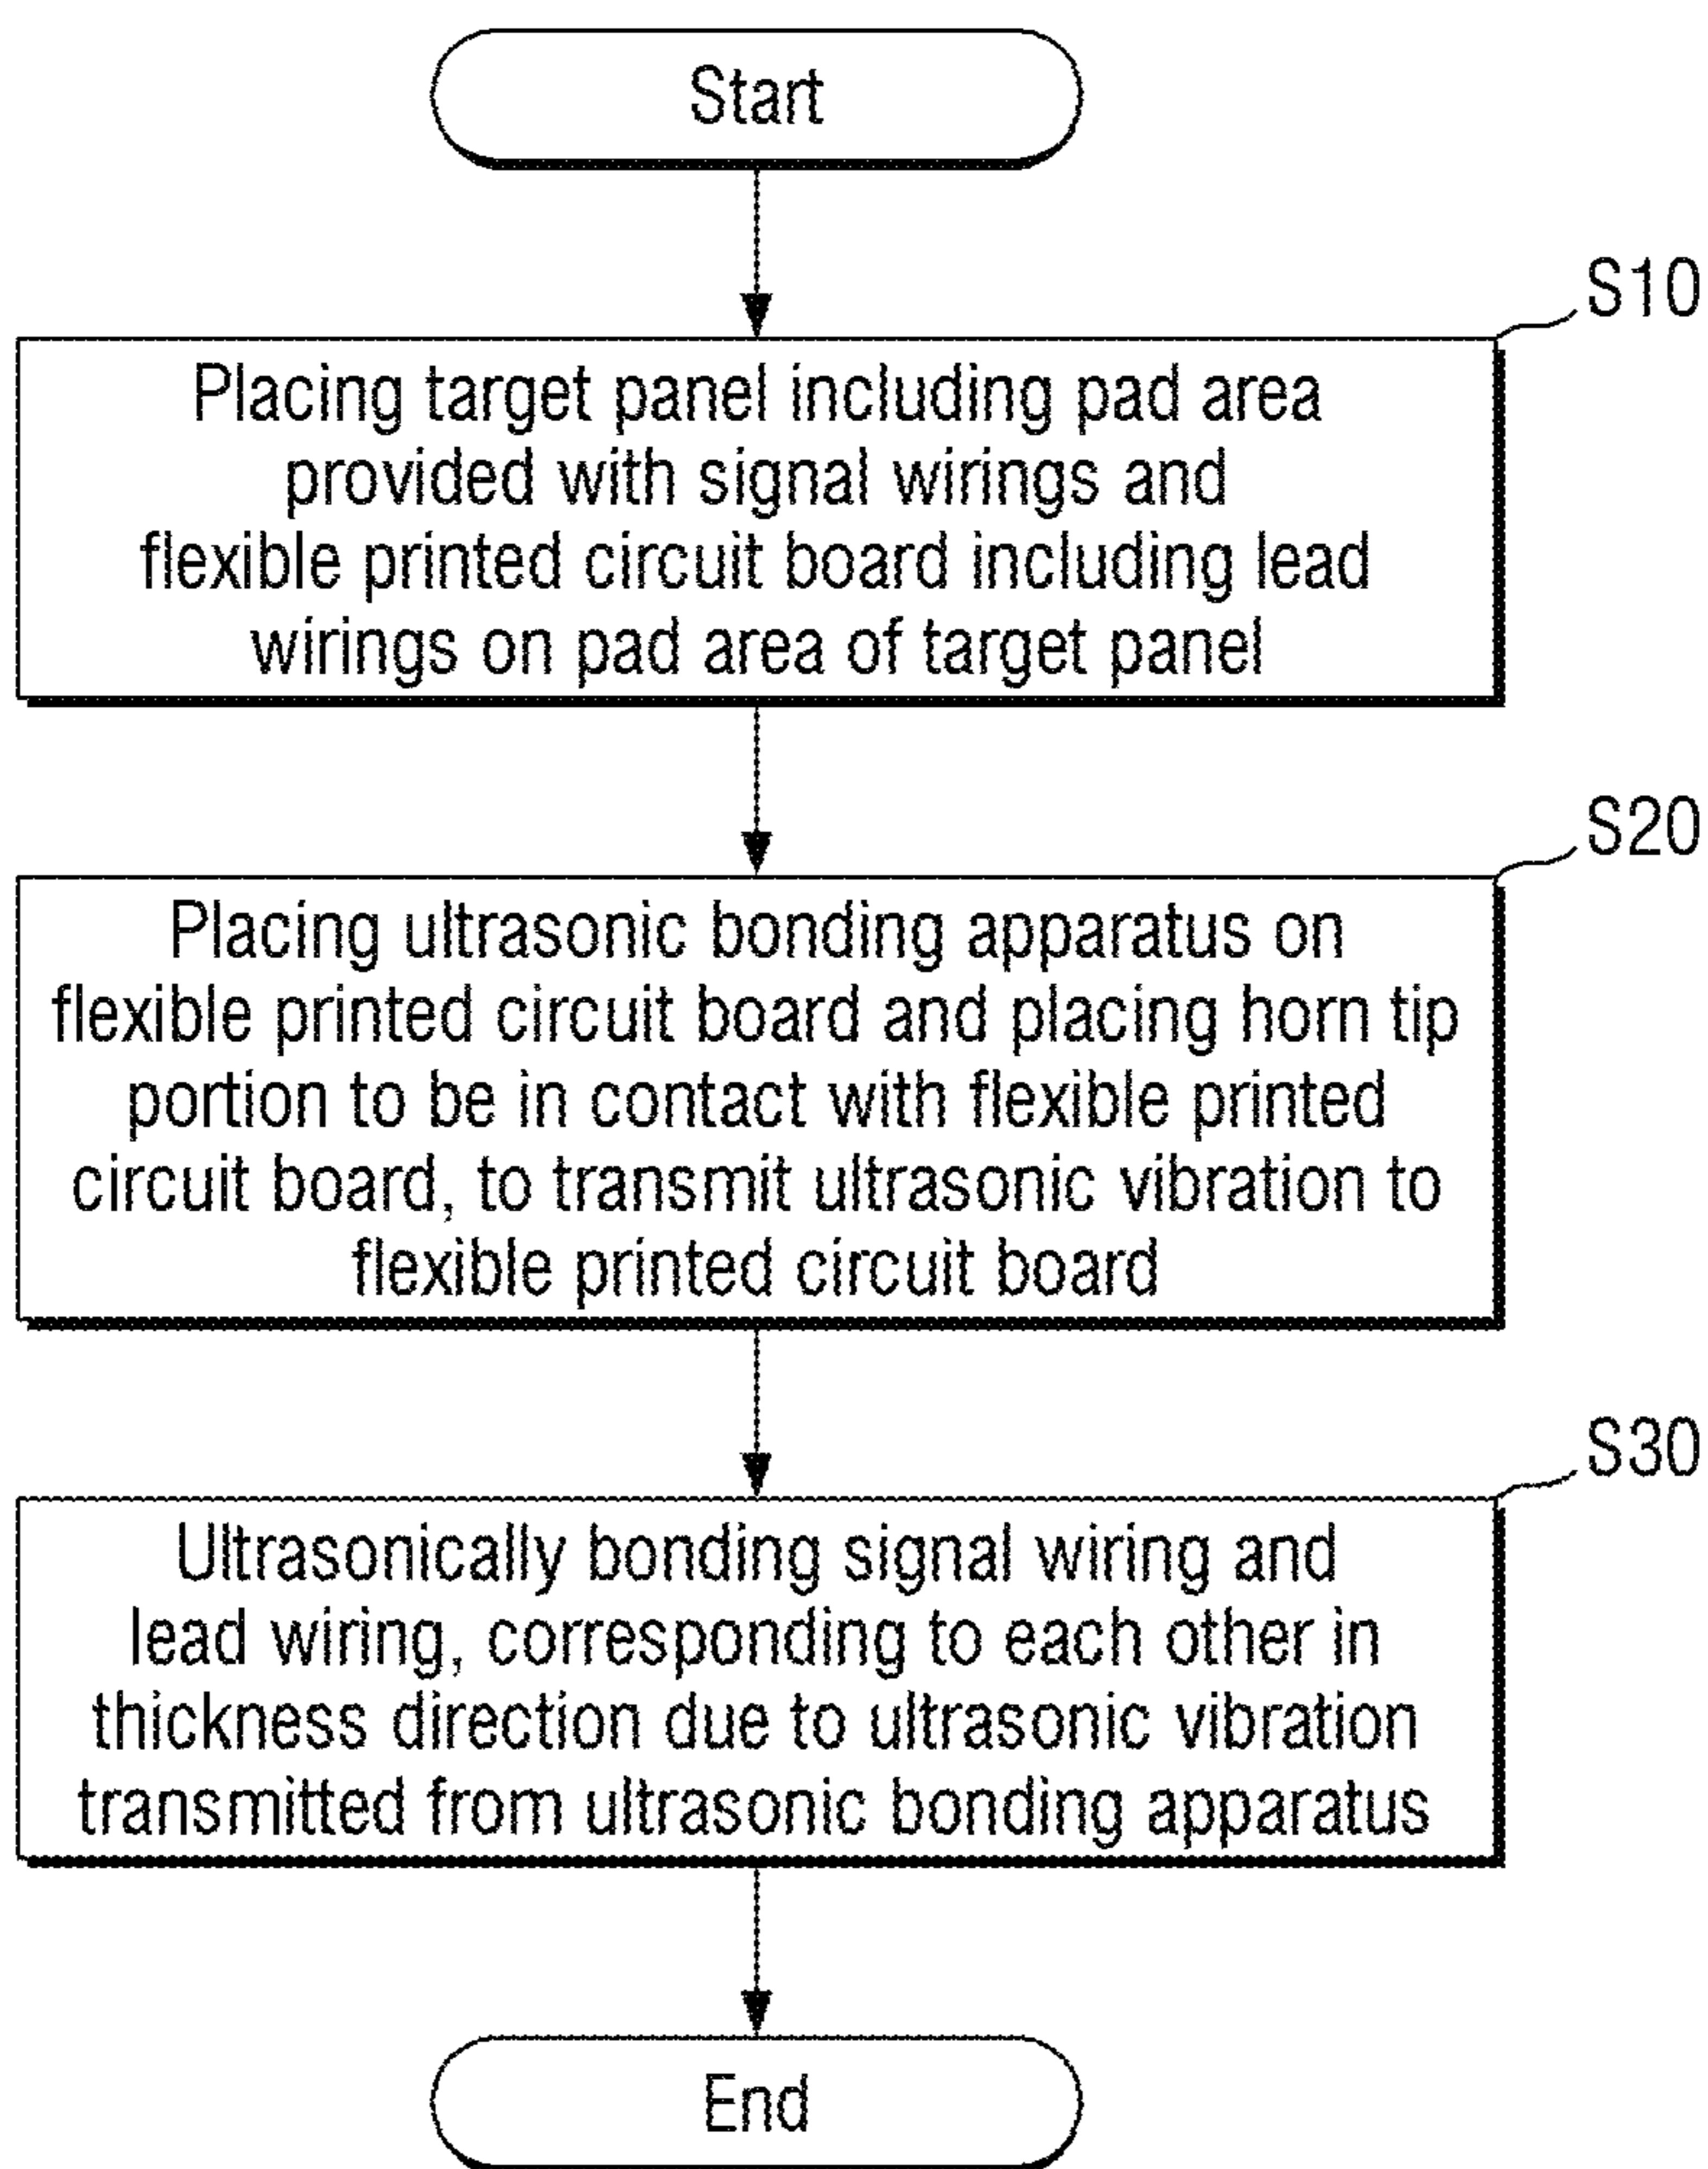 Start
S10
Placing target panel including pad area
provided with signal wirings and
flexible printed circuit board including lead
wirings on pad area of target panel
S20
Placing ultrasonic bonding apparatus on
flexible printed circuit board and placing horn tip
portion to be in contact with flexible printed
circuit board, to transmit ultrasonic vibration to
flexible printed circuit board
S30
Ultrasonically bonding signal wiring and
lead wiring, corresponding to each other in
thickness direction due to ultrasonic vibration
transmitted from ultrasonic bonding apparatus
End